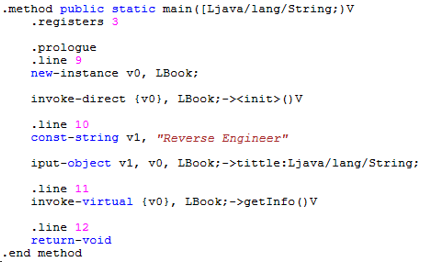 .method public static main([Ljava/lang/String;)V
.registers 3
.prologue
.line 9
new-instance v0, LBook;
invoke-direct {v0}, LBook;-><init>()V
.line 10
const-string v1, "Reverse Engineer"
iput-object v1, v0, LBook;->tittle:Ljava/lang/String;
.line 11
invoke-virtual {v0}, LBook;->getInfo()V
.line 12
return-void
.end method